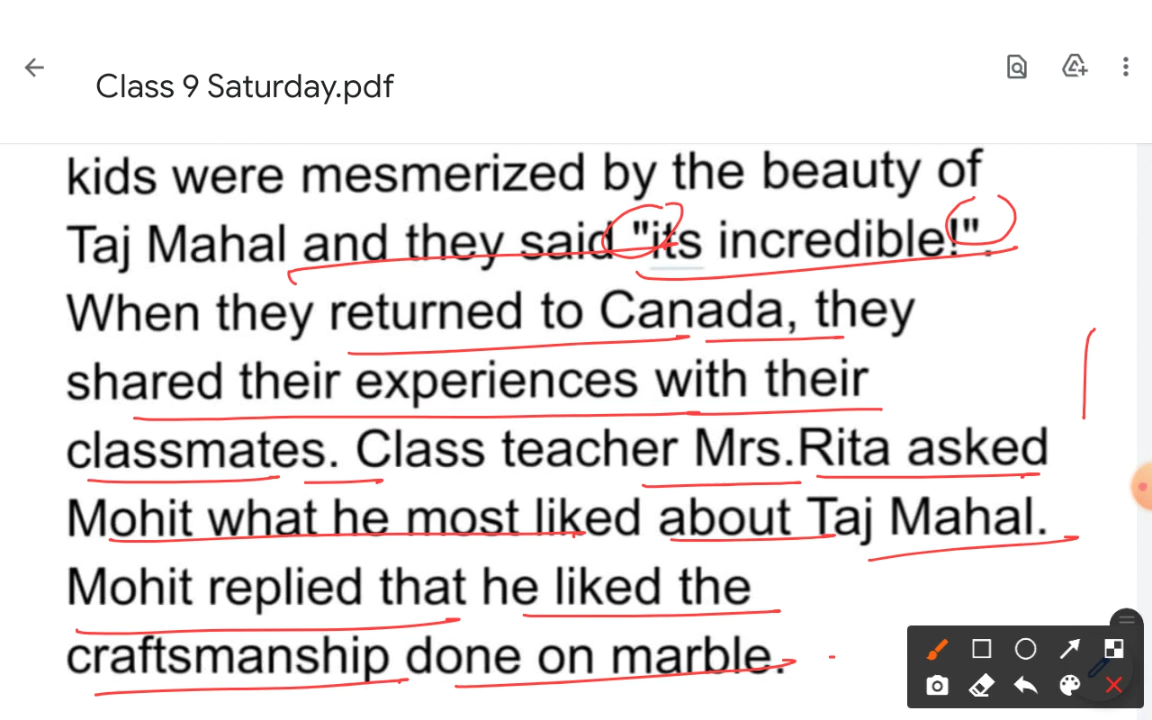 Class 9 Saturday.pdf
kids were mesmerized by the beauty of
Taj Mahal and they said "its incredible!".
When they returned to Canada, they
shared their experiences with their
classmates. Class teacher Mrs.Rita asked
Mohit what he most liked about Taj Mahal.
Mohit replied that he liked the
craftsmanship done on marble.